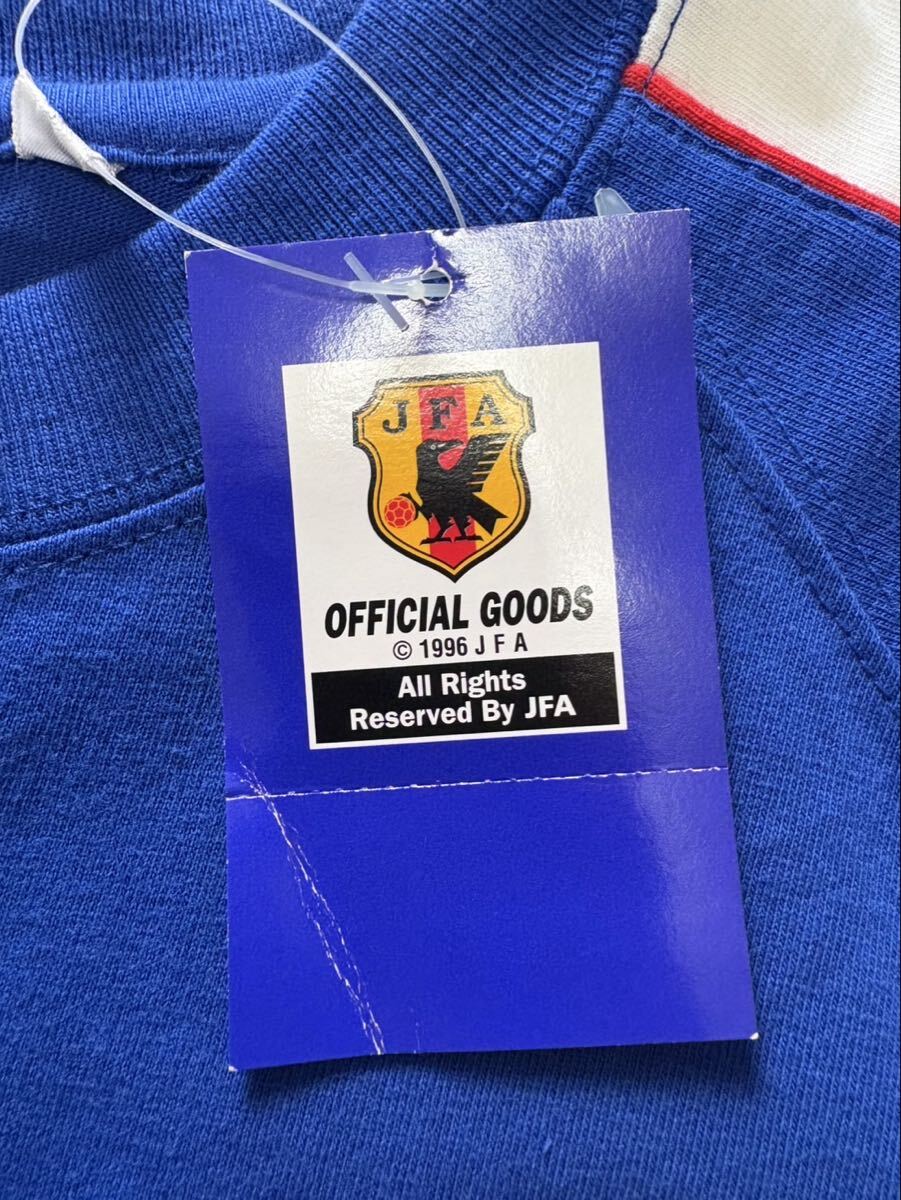 JFA
OFFICIAL GOODS
© 1996 J F A
All Rights
Reserved By JFA